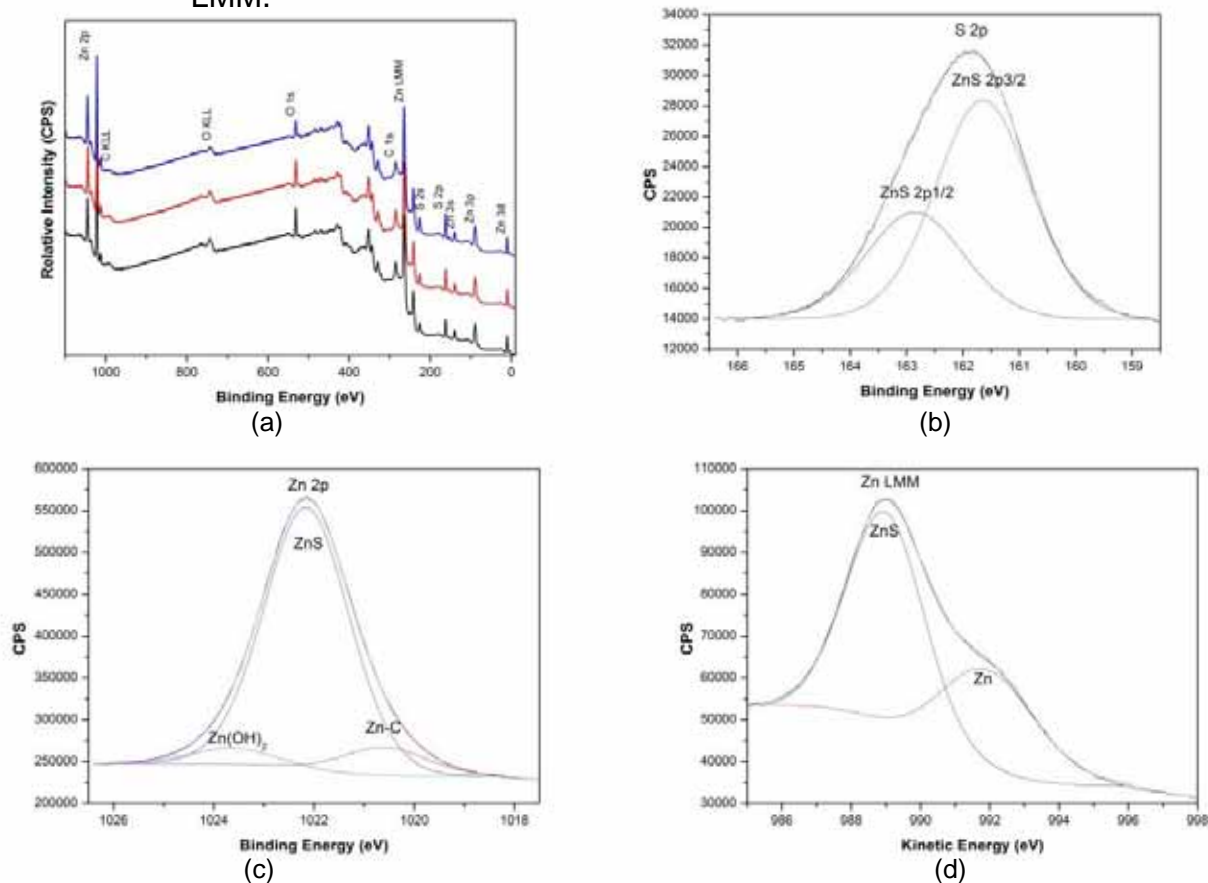 LMM.
Zn 2p
C KLL
O KLL
O 1s
C 1s
Zn LMM
S 2s
S 2p
Zn 3s
Zn 3p
Zn 3d
Relative Intensity (CPS)
1000 800 600 400 200 0
Binding Energy (eV)
(a)
34000
32000
30000
28000
26000
24000
22000
20000
18000
16000
14000
12000
CPS
S 2p
ZnS 2p3/2
ZnS 2p1/2
166 165 164 163 162 161 160 159
Binding Energy (eV)
(b)
600000
550000
500000
450000
400000
350000
300000
250000
200000
CPS
Zn 2p
ZnS
Zn(OH)2
Zn-C
1026 1024 1022 1020 1018
Binding Energy (eV)
(c)
110000
100000
90000
80000
70000
60000
50000
40000
30000
CPS
Zn LMM
ZnS
Zn
986 988 990 992 994 996 998
Kinetic Energy (eV)
(d)